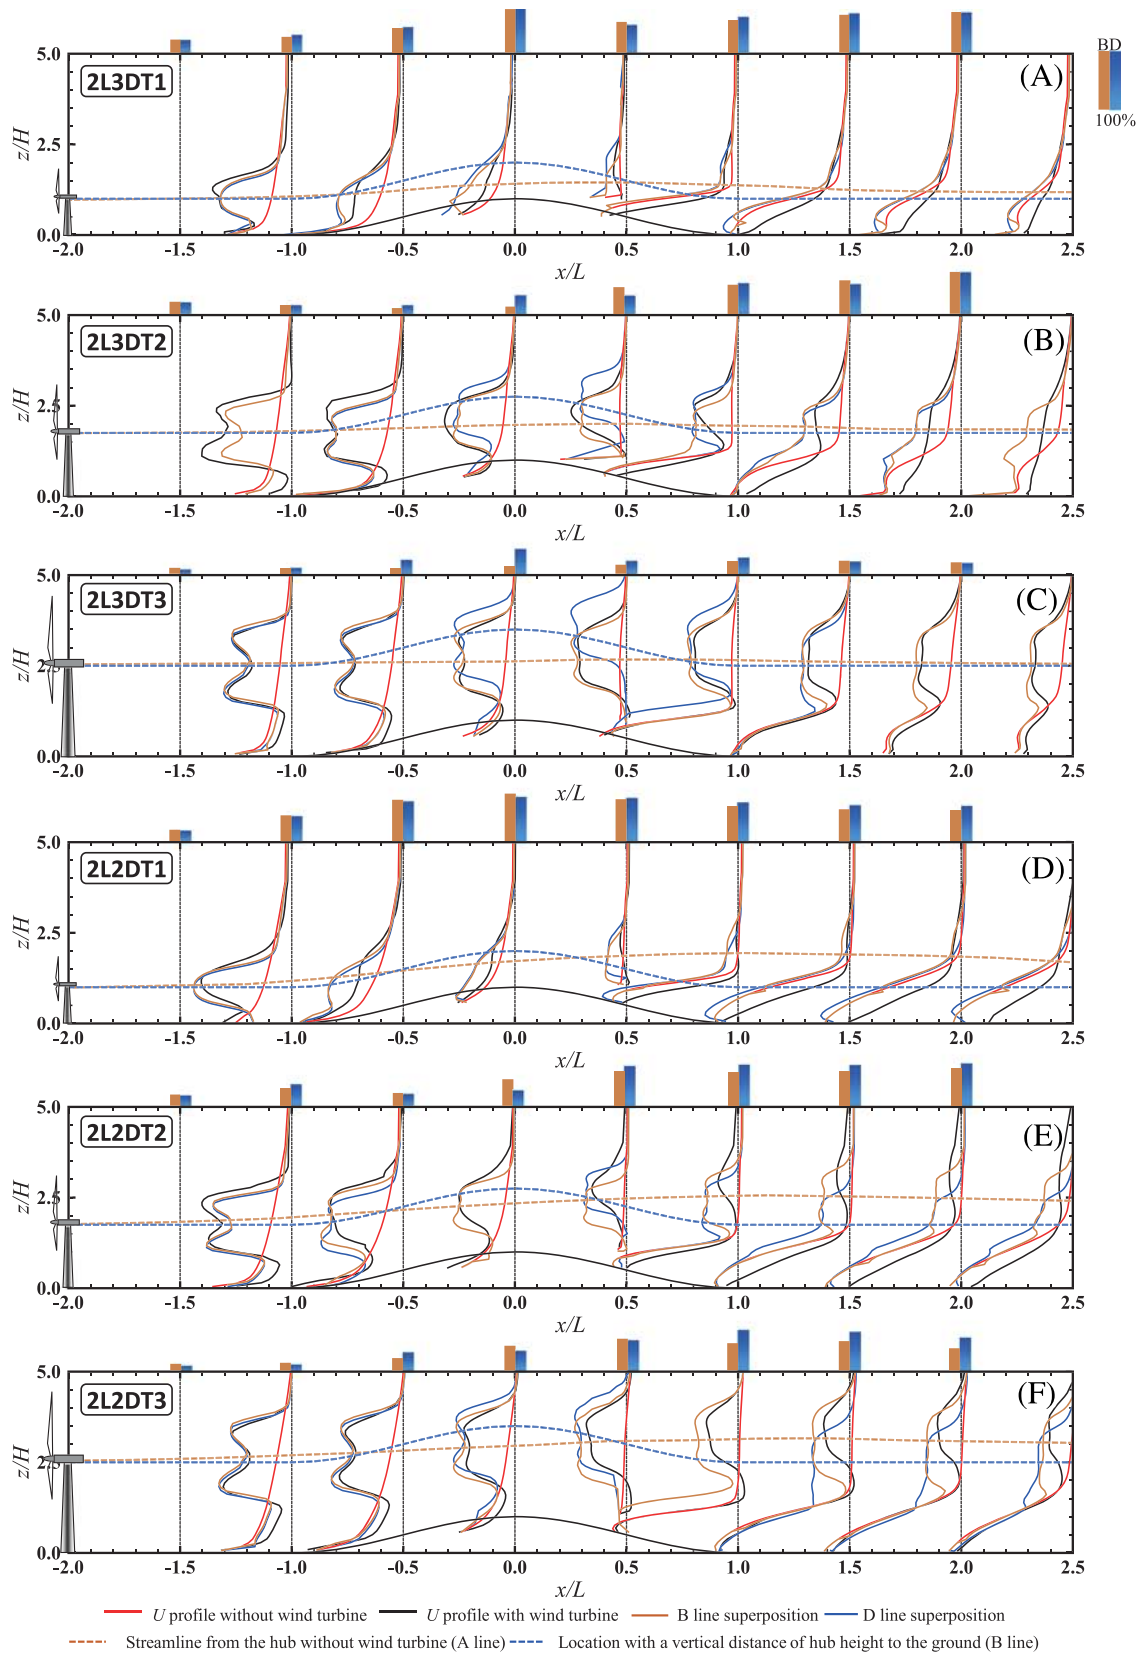 BD
100%
2L3DT1
(A)
z/H
5.0
2.5
0.0
-2.0 -1.5 -1.0 -0.5 0.0 0.5 1.0 1.5 2.0 2.5
x/L
2L3DT2
(B)
z/H
5.0
2.5
0.0
-2.0 -1.5 -1.0 -0.5 0.0 0.5 1.0 1.5 2.0 2.5
x/L
2L3DT3
(C)
z/H
5.0
2.5
0.0
-2.0 -1.5 -1.0 -0.5 0.0 0.5 1.0 1.5 2.0 2.5
x/L
2L2DT1
(D)
z/H
5.0
2.5
0.0
-2.0 -1.5 -1.0 -0.5 0.0 0.5 1.0 1.5 2.0 2.5
x/L
2L2DT2
(E)
z/H
5.0
2.5
0.0
-2.0 -1.5 -1.0 -0.5 0.0 0.5 1.0 1.5 2.0 2.5
x/L
2L2DT3
(F)
z/H
5.0
2.5
0.0
-2.0 -1.5 -1.0 -0.5 0.0 0.5 1.0 1.5 2.0 2.5
x/L
U profile without wind turbine U profile with wind turbine B line superposition D line superposition
Streamline from the hub without wind turbine (A line) Location with a vertical distance of hub height to the ground (B line)